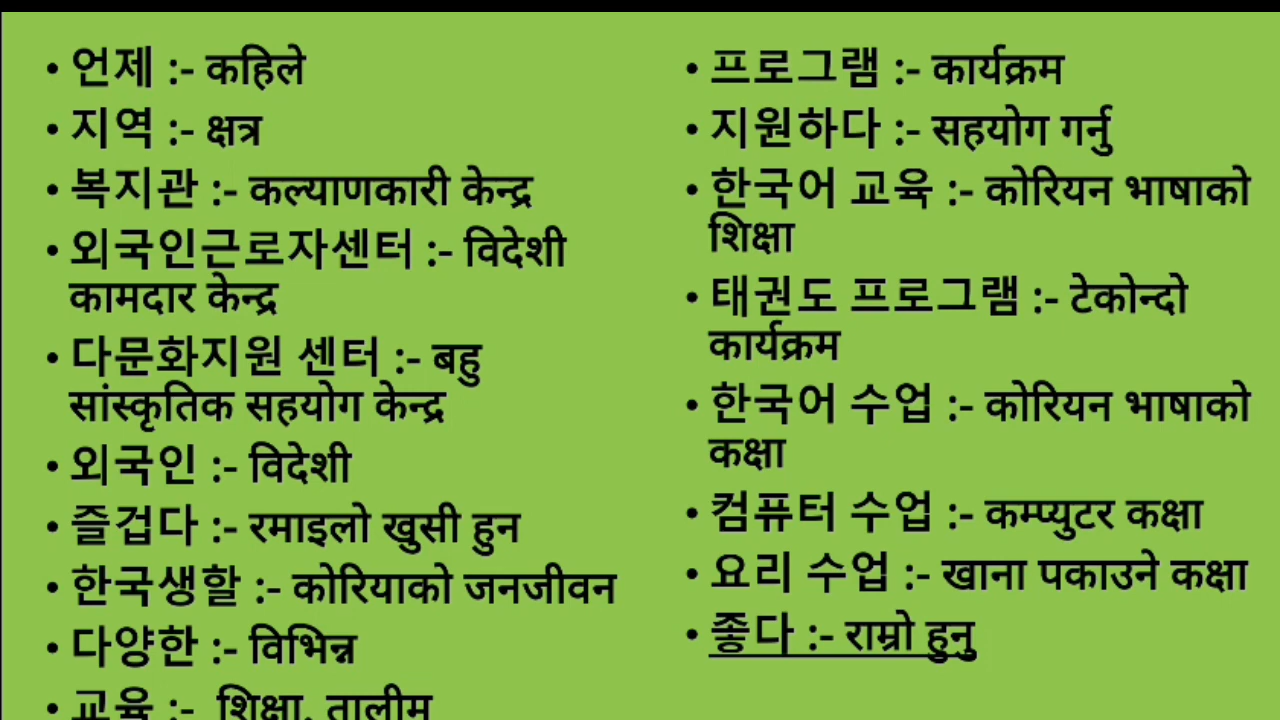 • 언제 :- कहिले
• 지역 :- क्षत्र
• 복지관 :- कल्याणकारी केन्द्र
• 외국인근로자센터 :- विदेशी
कामदार केन्द्र
• 다문화지원 센터 :- बहु
सांस्कृतिक सहयोग केन्द्र
• 외국인 :- विदेशी
• 즐겁다 :- रमाइलो खुसी हुन
• 한국생할 :- कोरियाको जनजीवन
• 다양한 :- विभिन्न
• 교육 :- शिक्षा, तालीम
• 프로그램 :- कार्यक्रम
• 지원하다 :- सहयोग गर्नु
• 한국어 교육 :- कोरियन भाषाको
शिक्षा
• 태권도 프로그램 :- टेकोन्दो
कार्यक्रम
• 한국어 수업 :- कोरियन भाषाको
कक्षा
• 컴퓨터 수업 :- कम्प्युटर कक्षा
• 요리 수업 :- खाना पकाउने कक्षा
• 좋다 :- राम्रो हुनु